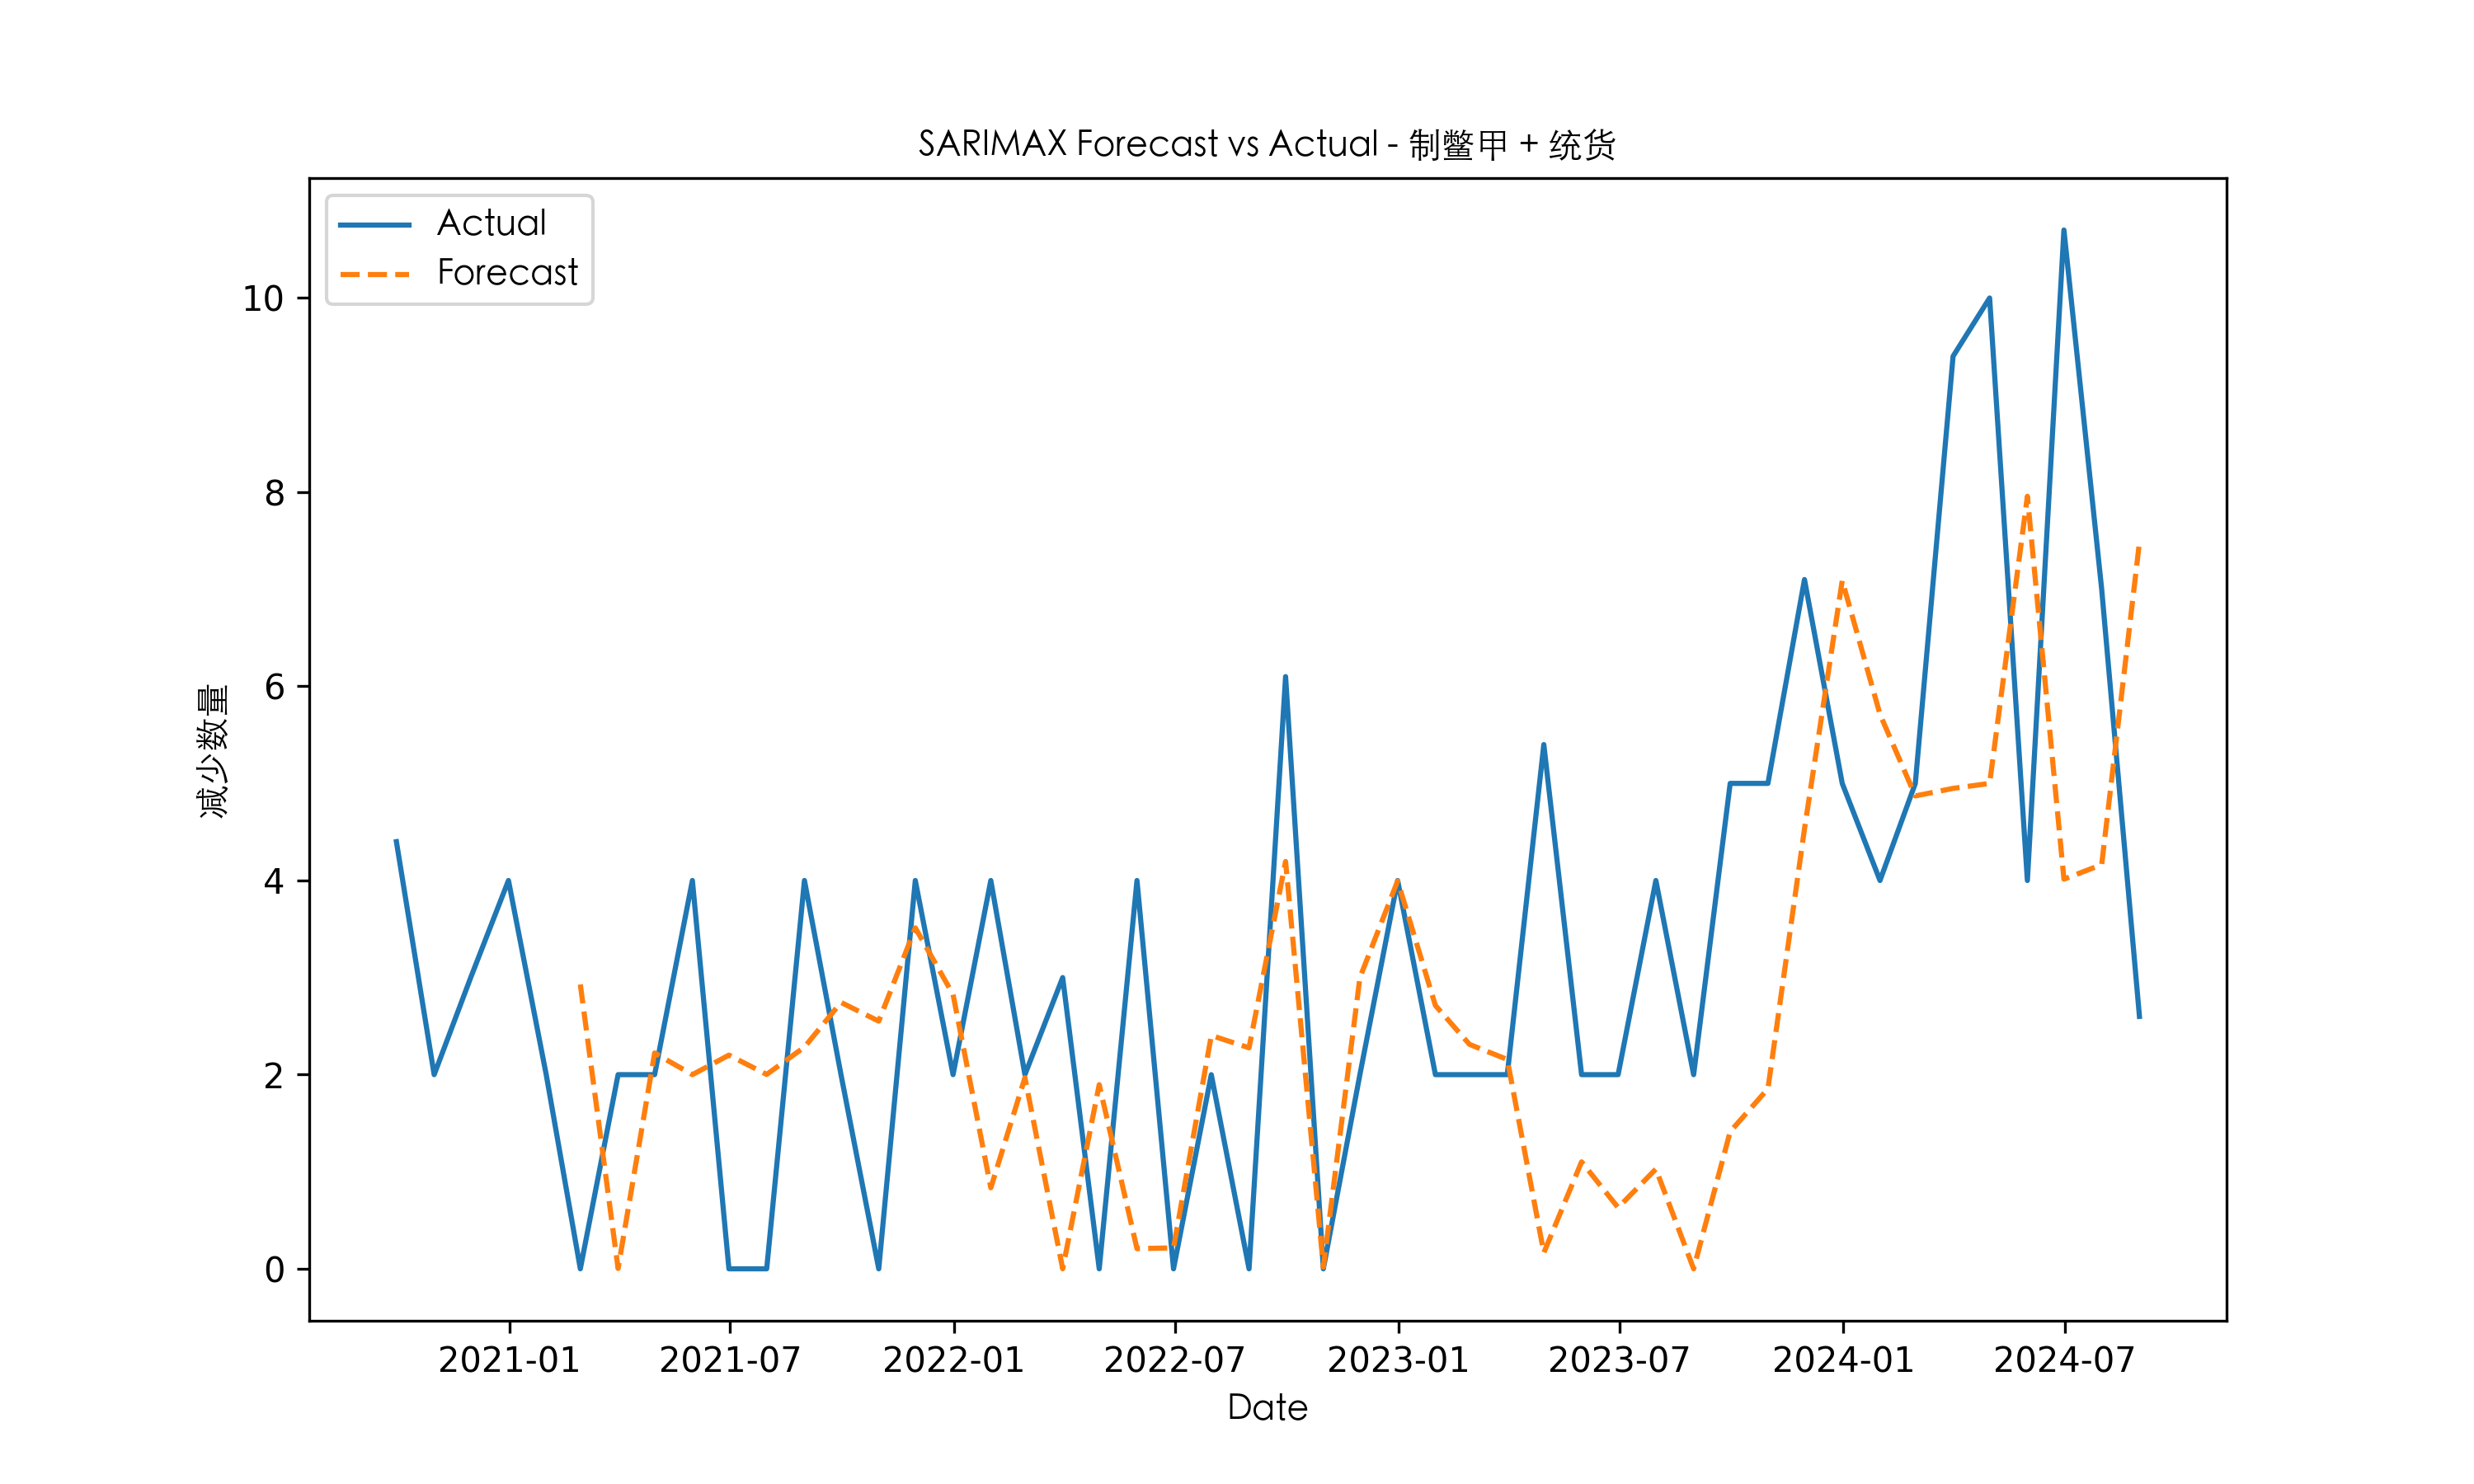 SARIMAX Forecast vs Actual - 制鳖甲 + 统货
Actual
Forecast
减少数量
10
8
6
4
2
0
2021-01 2021-07 2022-01 2022-07 2023-01 2023-07 2024-01 2024-07
Date